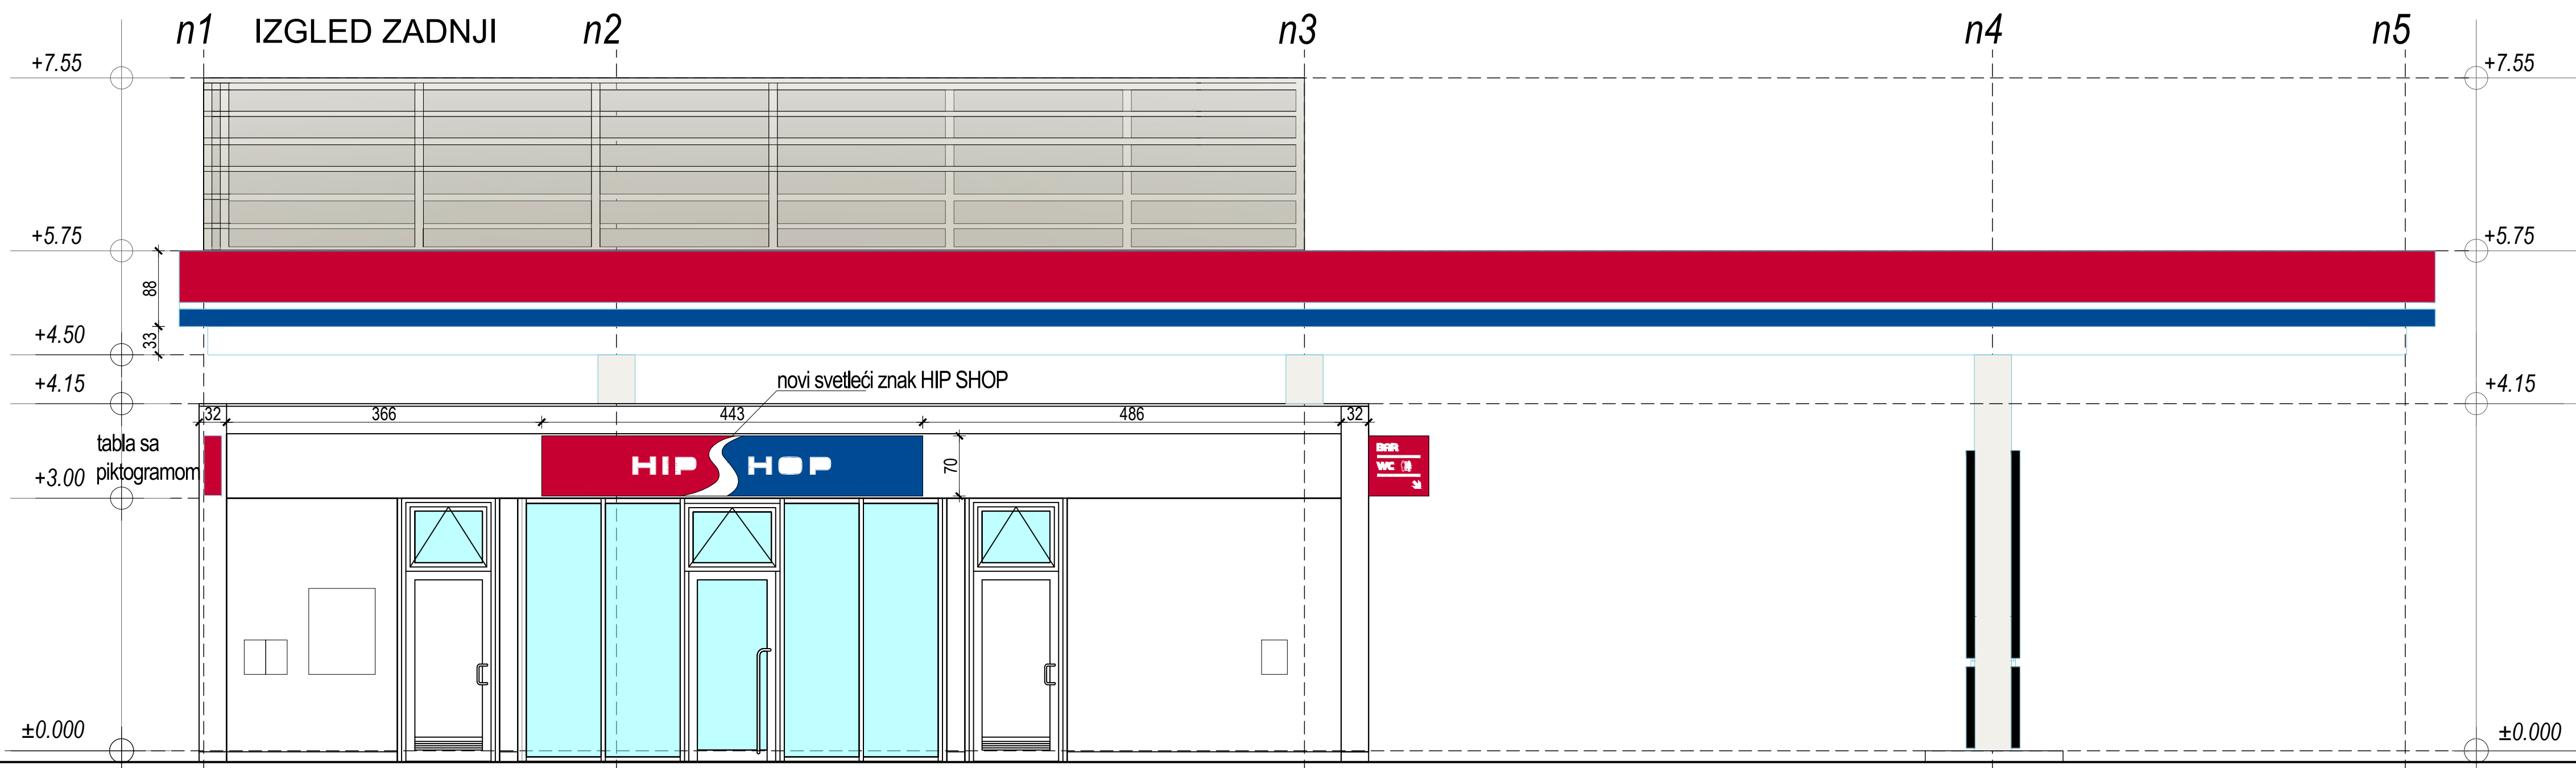 n1 IZGLED ZADNJI n2 n3 n4 n5
+7.55 +7.55
+5.75 +5.75
88
+4.50
33
+4.15 +4.15
novi svetleći znak HIP SHOP
32 366 443 486 32
tabla sa
piktogramom
HIP HOP
70
BAR
WC
+3.00
±0.000 ±0.000